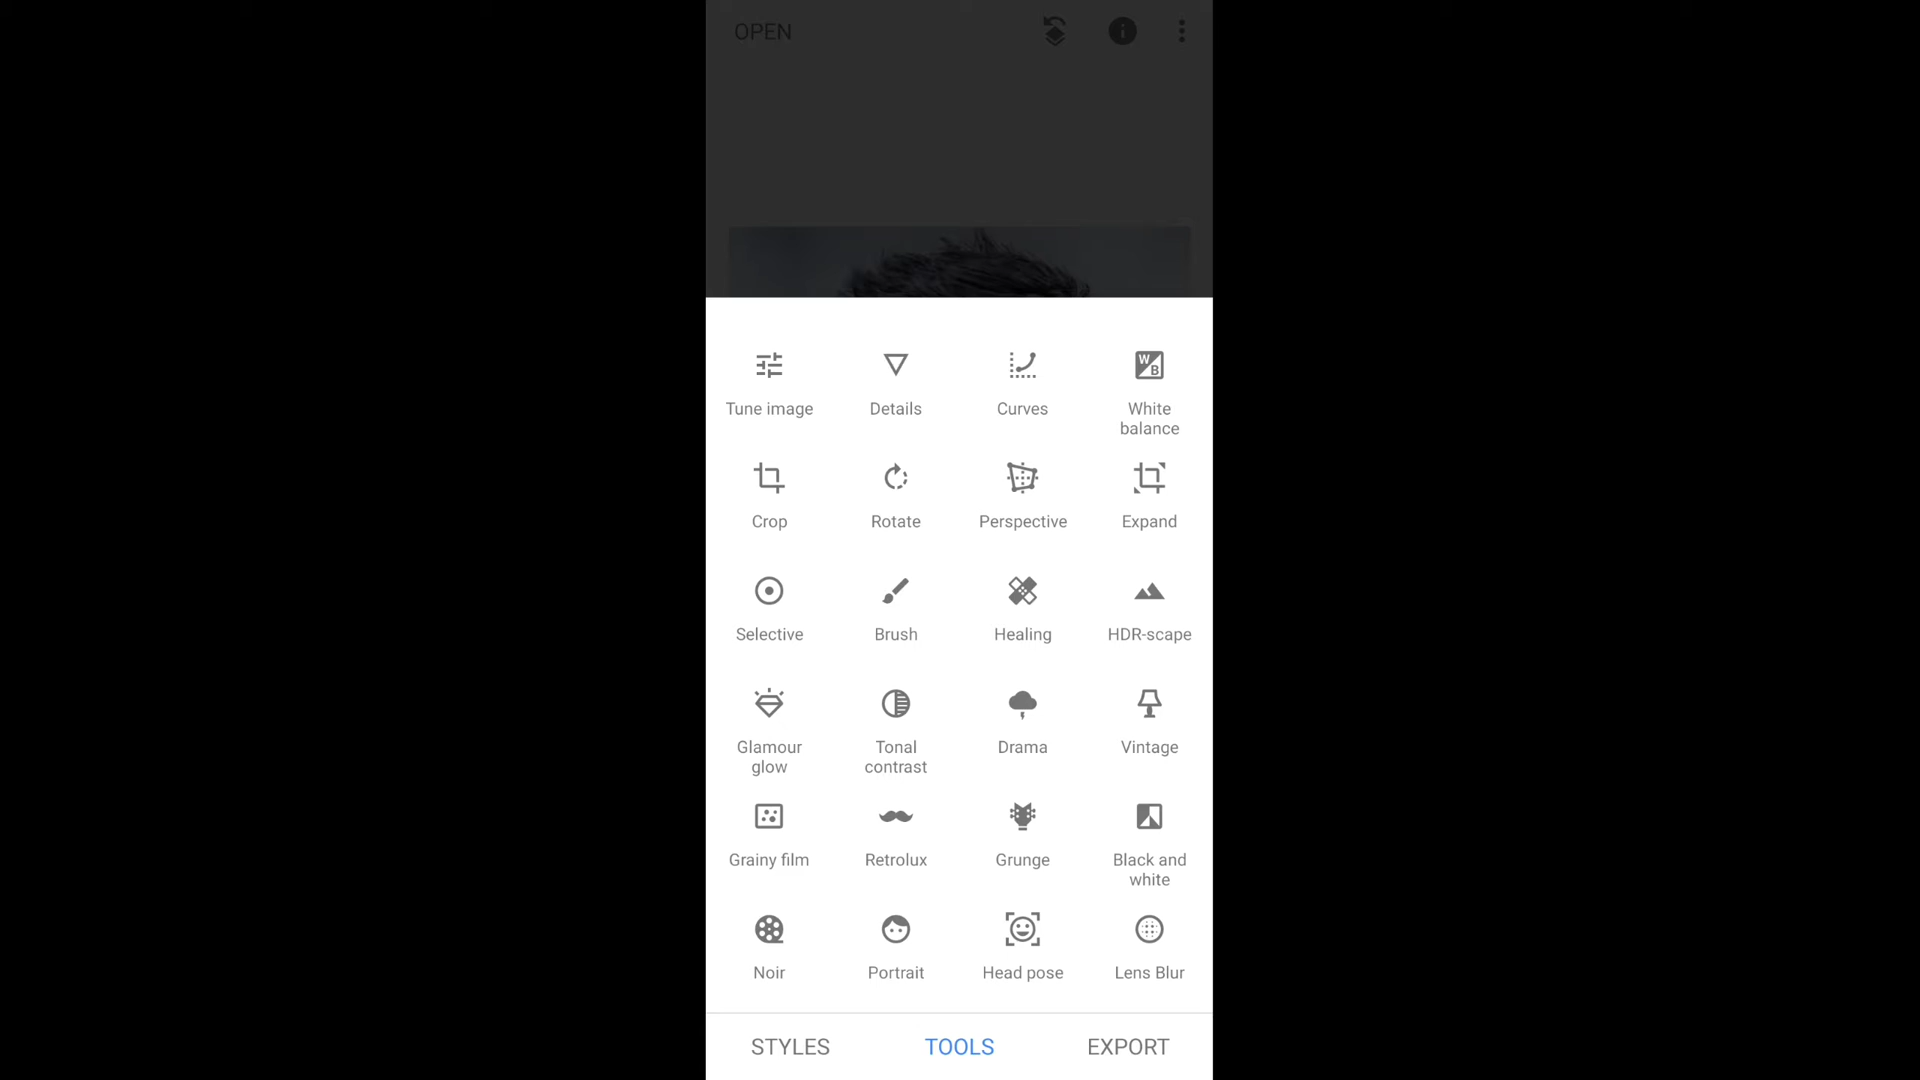 OPEN
Tune image
Details
Curves
White
balance
Crop
Rotate
Perspective
Expand
Selective
Brush
Healing
HDR-scape
Glamour
glow
Tonal
contrast
Drama
Vintage
Grainy film
Retrolux
Grunge
Black and
white
Noir
Portrait
Head pose
Lens Blur
STYLES
TOOLS
EXPORT